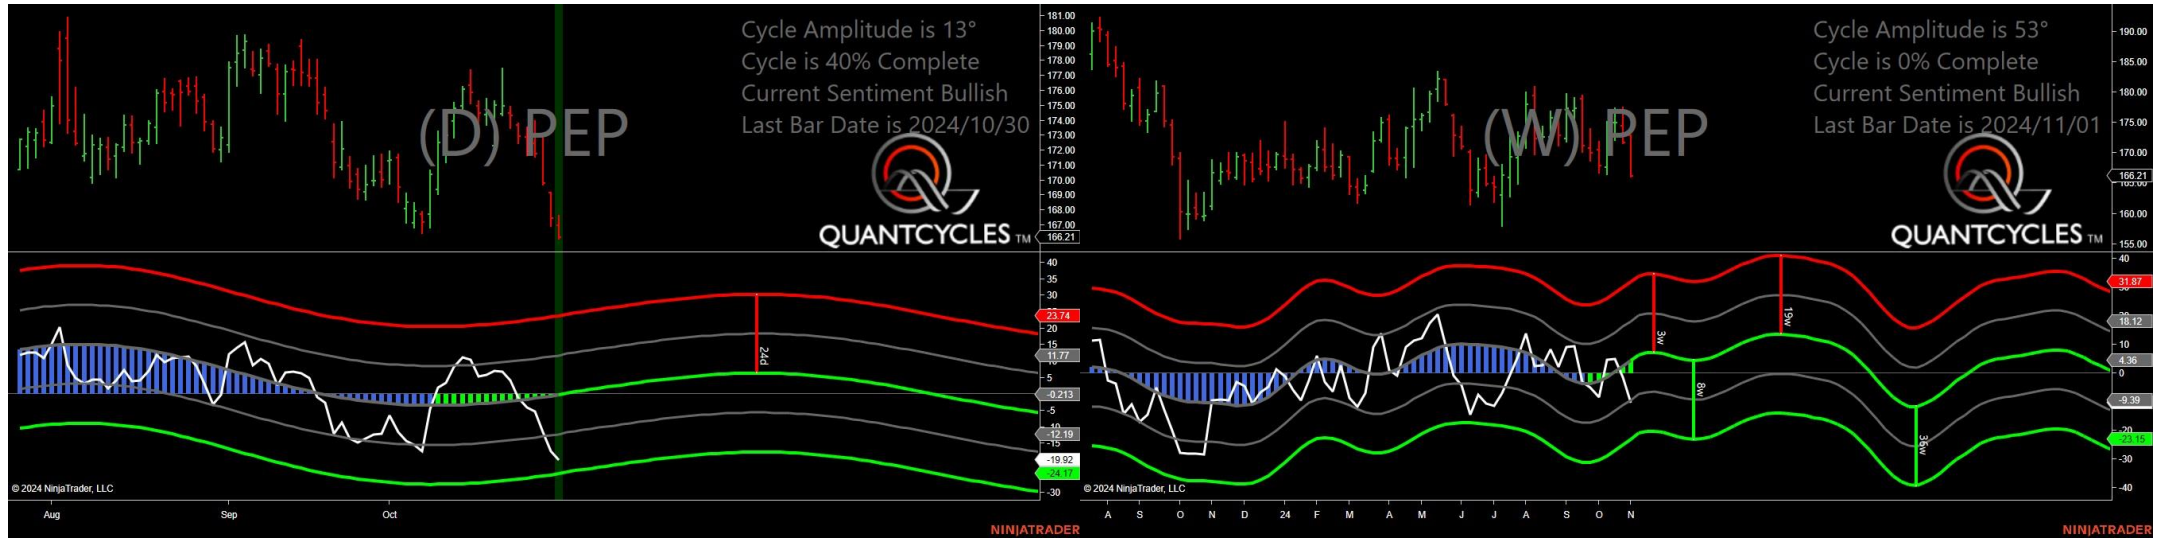 Cycle Amplitude is 13°
Cycle is 40% Complete
Current Sentiment Bullish
Last Bar Date is 2024/10/30
(D) PEP
QUANTCYCLES TM
181.00
180.00
179.00
178.00
177.00
176.00
175.00
174.00
173.00
172.00
171.00
170.00
169.00
168.00
167.00
166.21
40
35
30
23.74
20
15
11.77
5
-0.213
-5
-10
-12.19
-15
-19.92
-24.17
-30
24d
© 2024 NinjaTrader, LLC
Aug Sep Oct
NINJATRADER
Cycle Amplitude is 53°
Cycle is 0% Complete
Current Sentiment Bullish
Last Bar Date is 2024/11/01
(W) PEP
QUANTCYCLES TM
190.00
185.00
180.00
175.00
170.00
166.21
165.00
160.00
155.00
40
31.87
30
18.12
10
4.36
0
-9.39
-20
-23.15
-30
-40
3w
8w
19w
35w
© 2024 NinjaTrader, LLC
A S O N D 24 F M A M J J A S O N
NINJATRADER